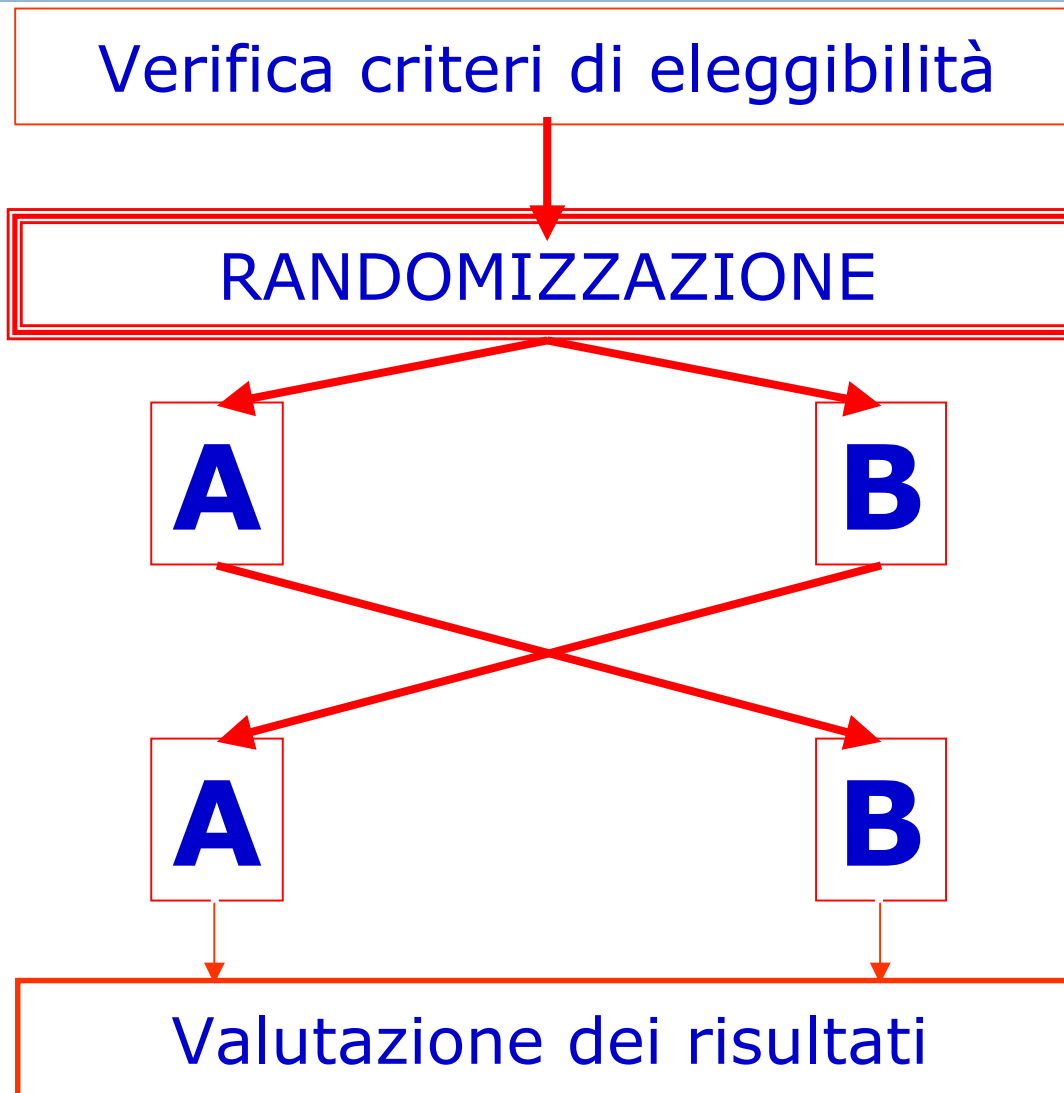 Verifica criteri di eleggibilità
RANDOMIZZAZIONE
A B
A B
Valutazione dei risultati